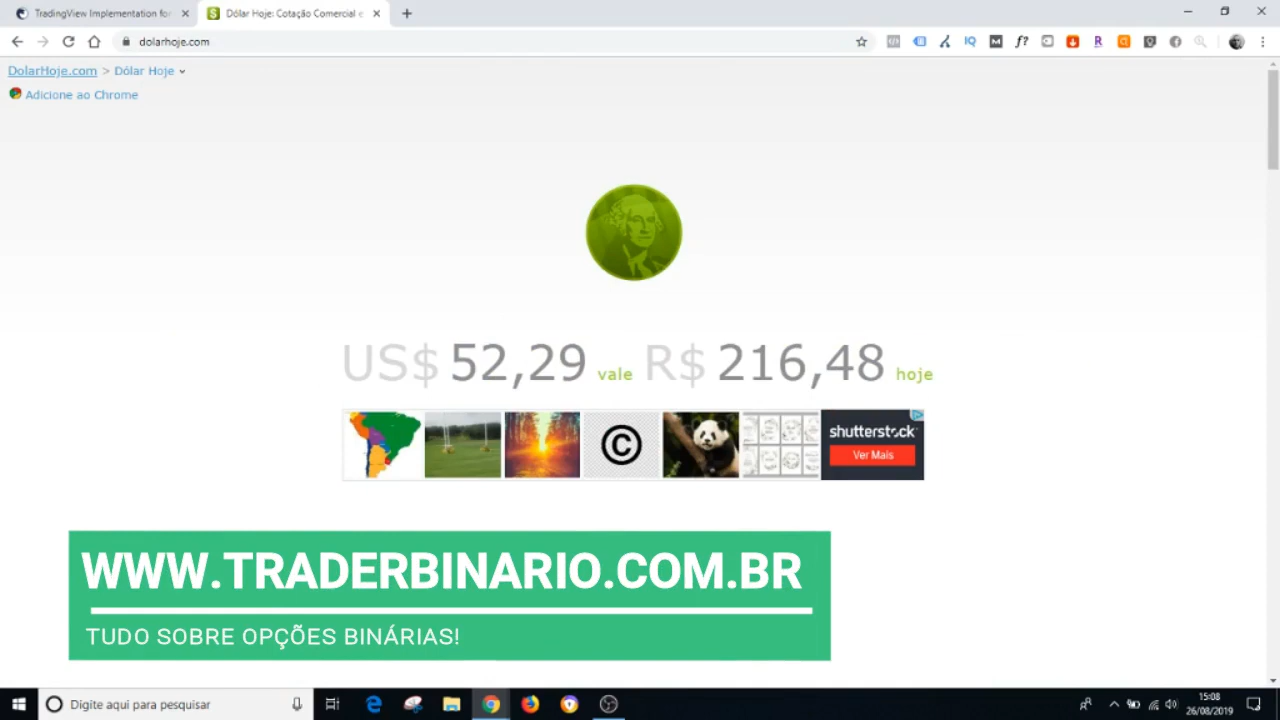 TradingView Implementation for
Dólar Hoje: Cotação Comercial e
dolarhoje.com
IQ
M
f?
R
DolarHoje.com > Dólar Hoje
Adicione ao Chrome
US$ 52,29 vale R$ 216,48 hoje
©
shutterstock
Ver Mais
WWW.TRADERBINARIO.COM.BR
TUDO SOBRE OPÇÕES BINÁRIAS!
Digite aqui para pesquisar
15:08
26/08/2019